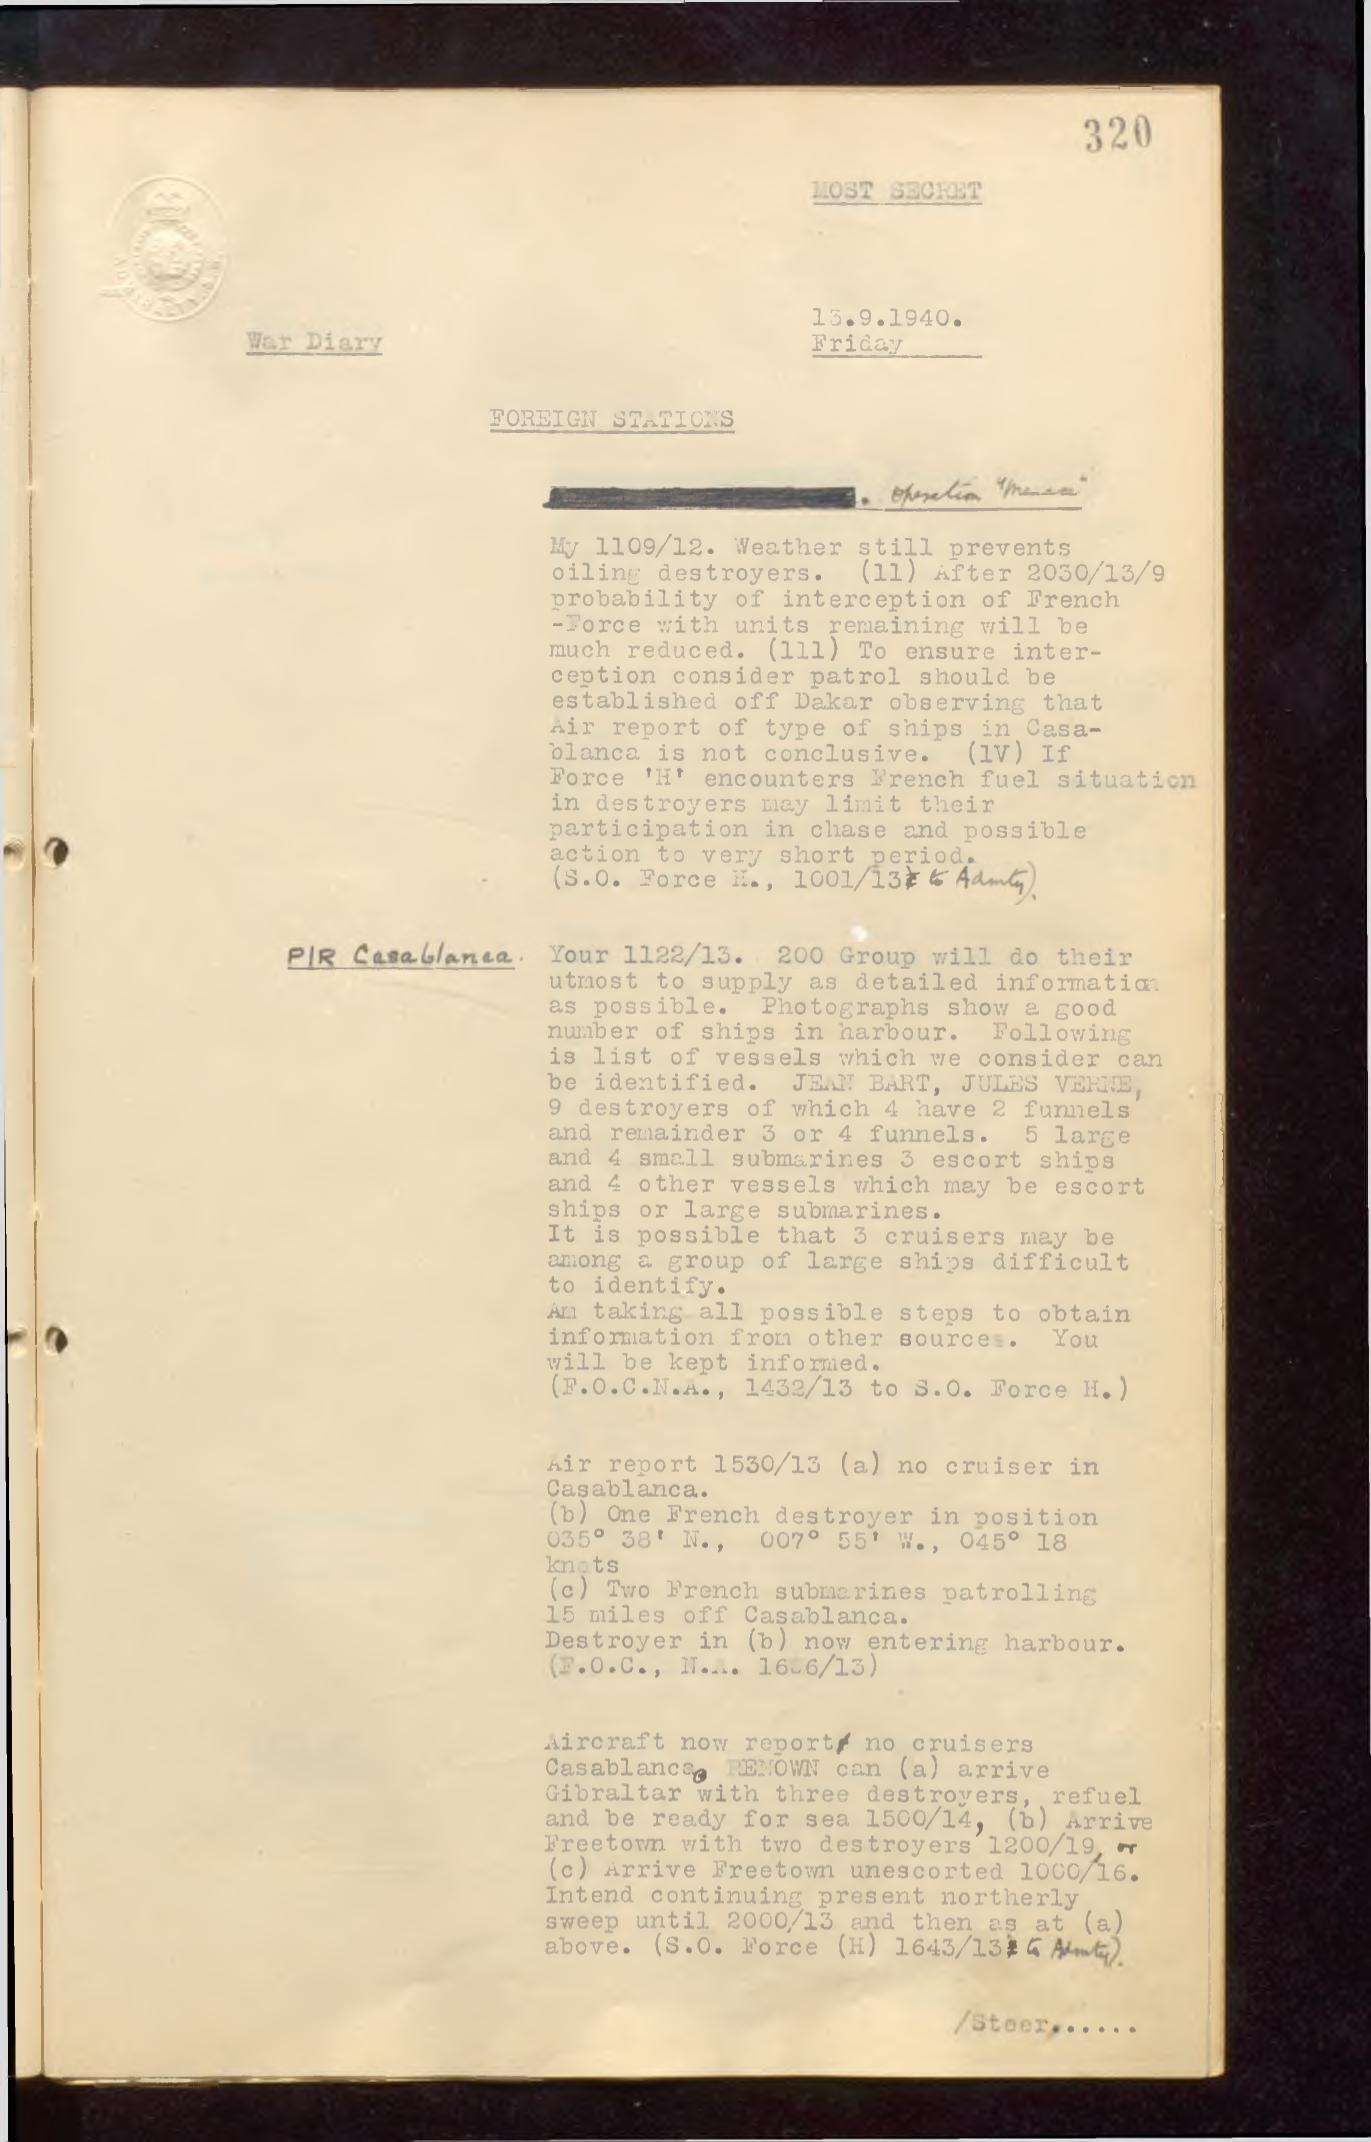 320
MOST SECRET
13.9.1940.
War Diary
Friday
FOREIGN STATIONS
. Operation "Menace"
My 1109/12. Weather still prevents
oiling destroyers. (11) After 2030/13/9
probability of interception of French
-Force with units remaining will be
much reduced. (111) To ensure inter-
ception consider patrol should be
established off Dakar observing that
Air report of type of ships in Casa-
blanca is not conclusive. (1V) If
Force 'H' encounters French fuel situation
in destroyers may limit their
participation in chase and possible
action to very short period.
(S.O. Force H., 1001/13 to Admty).
P/R Casablanca. Your 1122/13. 200 Group will do their
utmost to supply as detailed information
as possible. Photographs show a good
number of ships in harbour. Following
is list of vessels which we consider can
be identified. JEAN BART, JULES VERNE,
9 destroyers of which 4 have 2 funnels
and remainder 3 or 4 funnels. 5 large
and 4 small submarines 3 escort ships
and 4 other vessels which may be escort
ships or large submarines.
It is possible that 3 cruisers may be
among a group of large ships difficult
to identify.
Am taking all possible steps to obtain
information from other sources. You
will be kept informed.
(F.O.C.N.A., 1432/13 to S.O. Force H.)
Air report 1530/13 (a) no cruiser in
Casablanca.
(b) One French destroyer in position
035° 38' N., 007° 55' W., 045° 18
knots
(c) Two French submarines patrolling
15 miles off Casablanca.
Destroyer in (b) now entering harbour.
(F.O.C., N.A. )
Aircraft now report no cruisers
Casablanca. RENOWN can (a) arrive
Gibraltar with three destroyers, refuel
and be ready for sea 1500/14, (b) Arrive
Freetown with two destroyers 1200/19, or
(c) Arrive Freetown unescorted 1000/16.
Intend continuing present northerly
sweep until 2000/13 and then as at (a)
above. (S.O. Force (H) 1643/13 to Admty).
/Steer......